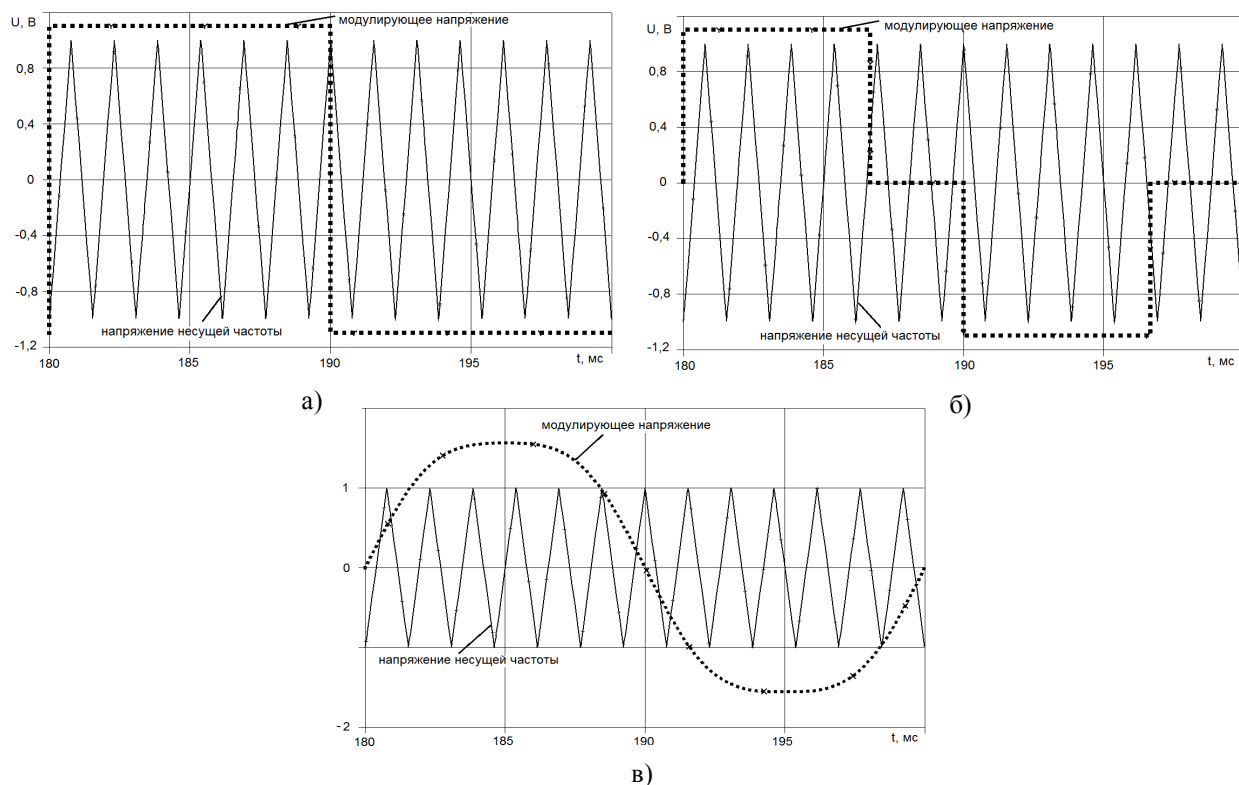 U, В
модулирующее напряжение
0,8
0,4
0
-0,4
-0,8
-1,2
напряжение несущей частоты
180
185
190
195
t, мс
а)
U, В
модулирующее напряжение
0,8
0,4
0
-0,4
-0,8
-1,2
напряжение несущей частоты
180
185
190
195
t, мс
б)
модулирующее напряжение
1
0
-2
напряжение несущей частоты
180
185
190
195
t, мс
в)